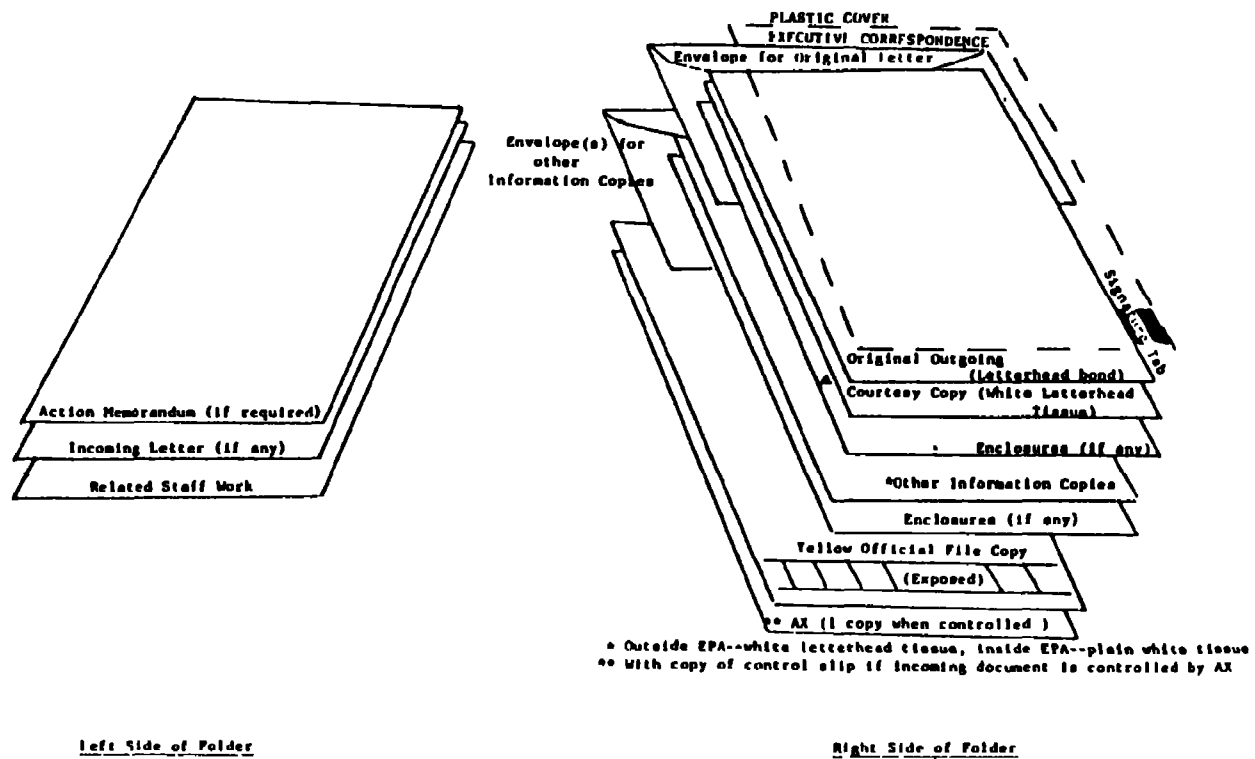 PLASTIC COVER
EXECUTIVE CORRESPONDENCE
Envelope for Original letter
Envelope(s) for
other
Information Copies
Signature Tab
Original Outgoing
(Letterhead bond)
Courtesy Copy (White Letterhead
Tissue)
Enclosures (if any)
*Other Information Copies
Enclosures (if any)
Yellow Official File Copy
(Exposed)
** AX (1 copy when controlled )
* Outside EPA--white letterhead tissue, inside EPA--plain white tissue
** With copy of control slip if incoming document is controlled by AX
Action Memorandum (if required)
Incoming Letter (if any)
Related Staff Work
Left Side of Folder
Right Side of Folder